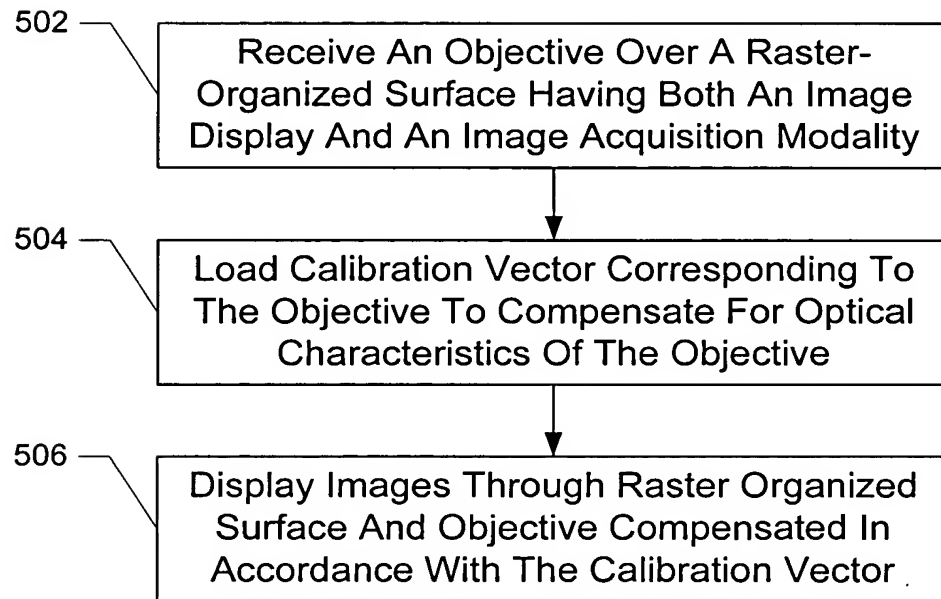 502
Receive An Objective Over A Raster-
Organized Surface Having Both An Image
Display And An Image Acquisition Modality
504
Load Calibration Vector Corresponding To
The Objective To Compensate For Optical
Characteristics Of The Objective
506
Display Images Through Raster Organized
Surface And Objective Compensated In
Accordance With The Calibration Vector